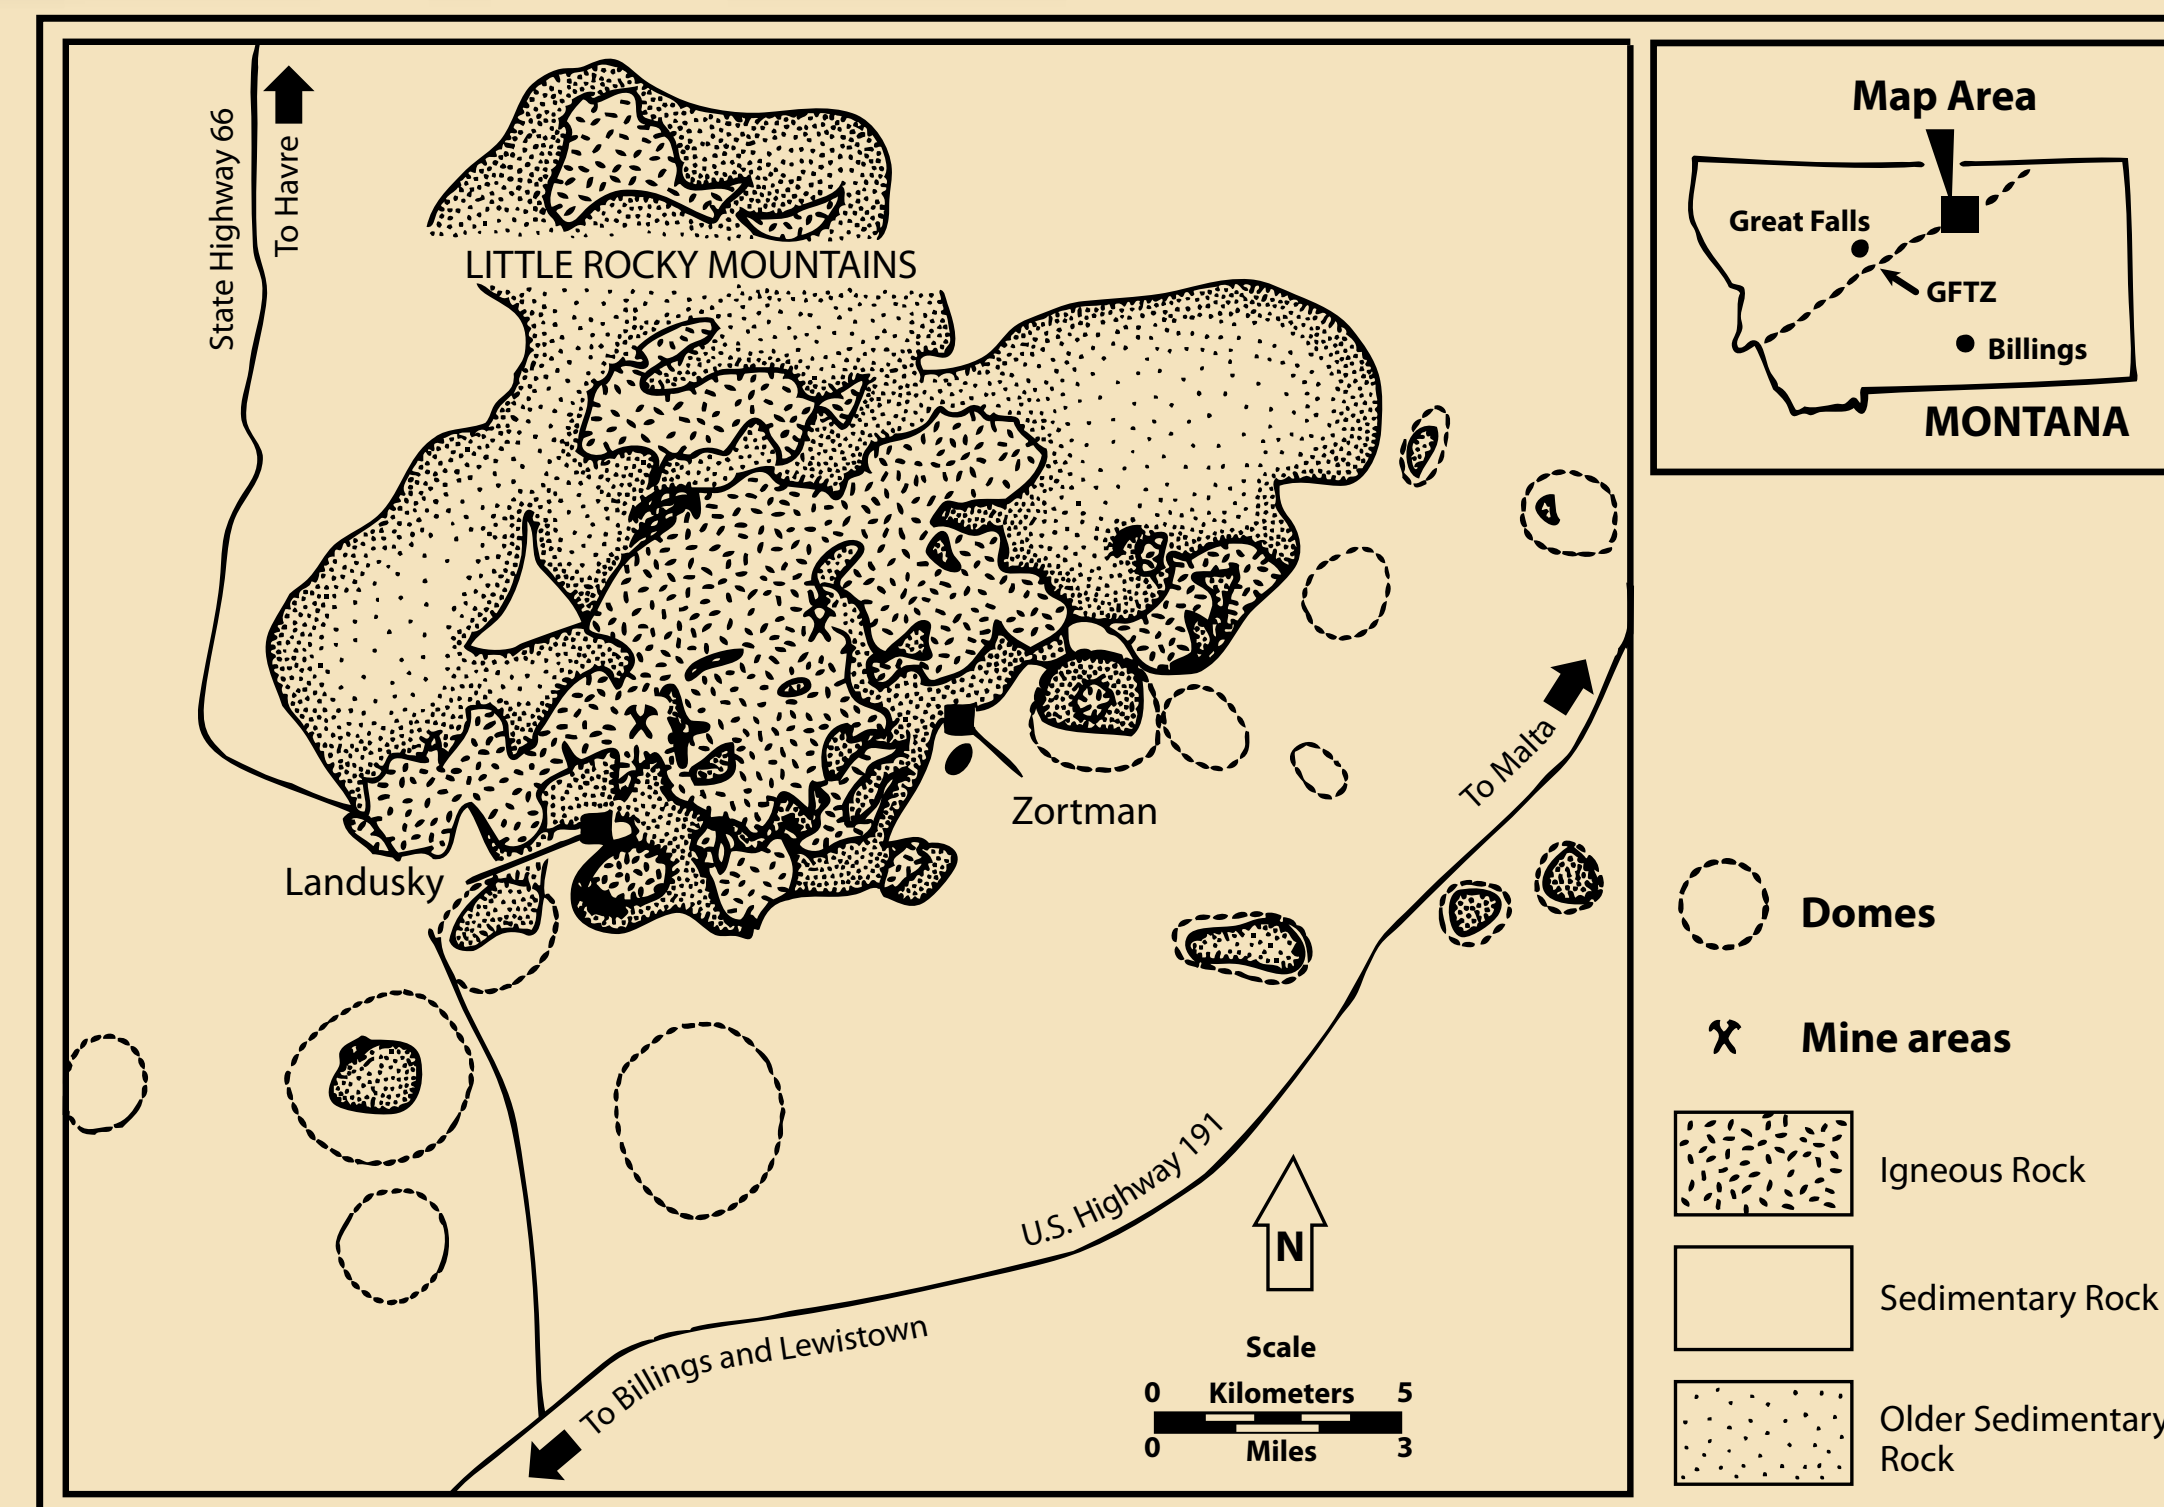 State Highway 66
To Havre
LITTLE ROCKY MOUNTAINS
Landusky
Zortman
To Malta
U.S. Highway 191
To Billings and Lewistown
N
Scale
0 Kilometers 5
0 Miles 3
Map Area
Great Falls
GFTZ
Billings
MONTANA
Domes
Mine areas
Igneous Rock
Sedimentary Rock
Older Sedimentary
Rock